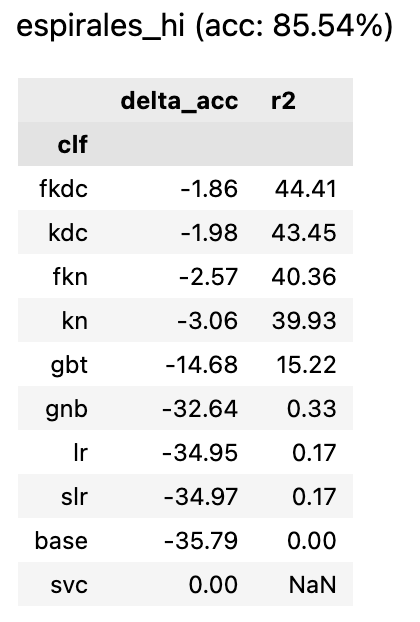 espirales_hi (acc: 85.54%)
delta_acc r2
clf
fkdc -1.86 44.41
kdc -1.98 43.45
fkn -2.57 40.36
kn -3.06 39.93
gbt -14.68 15.22
gnb -32.64 0.33
lr -34.95 0.17
slr -34.97 0.17
base -35.79 0.00
svc 0.00 NaN